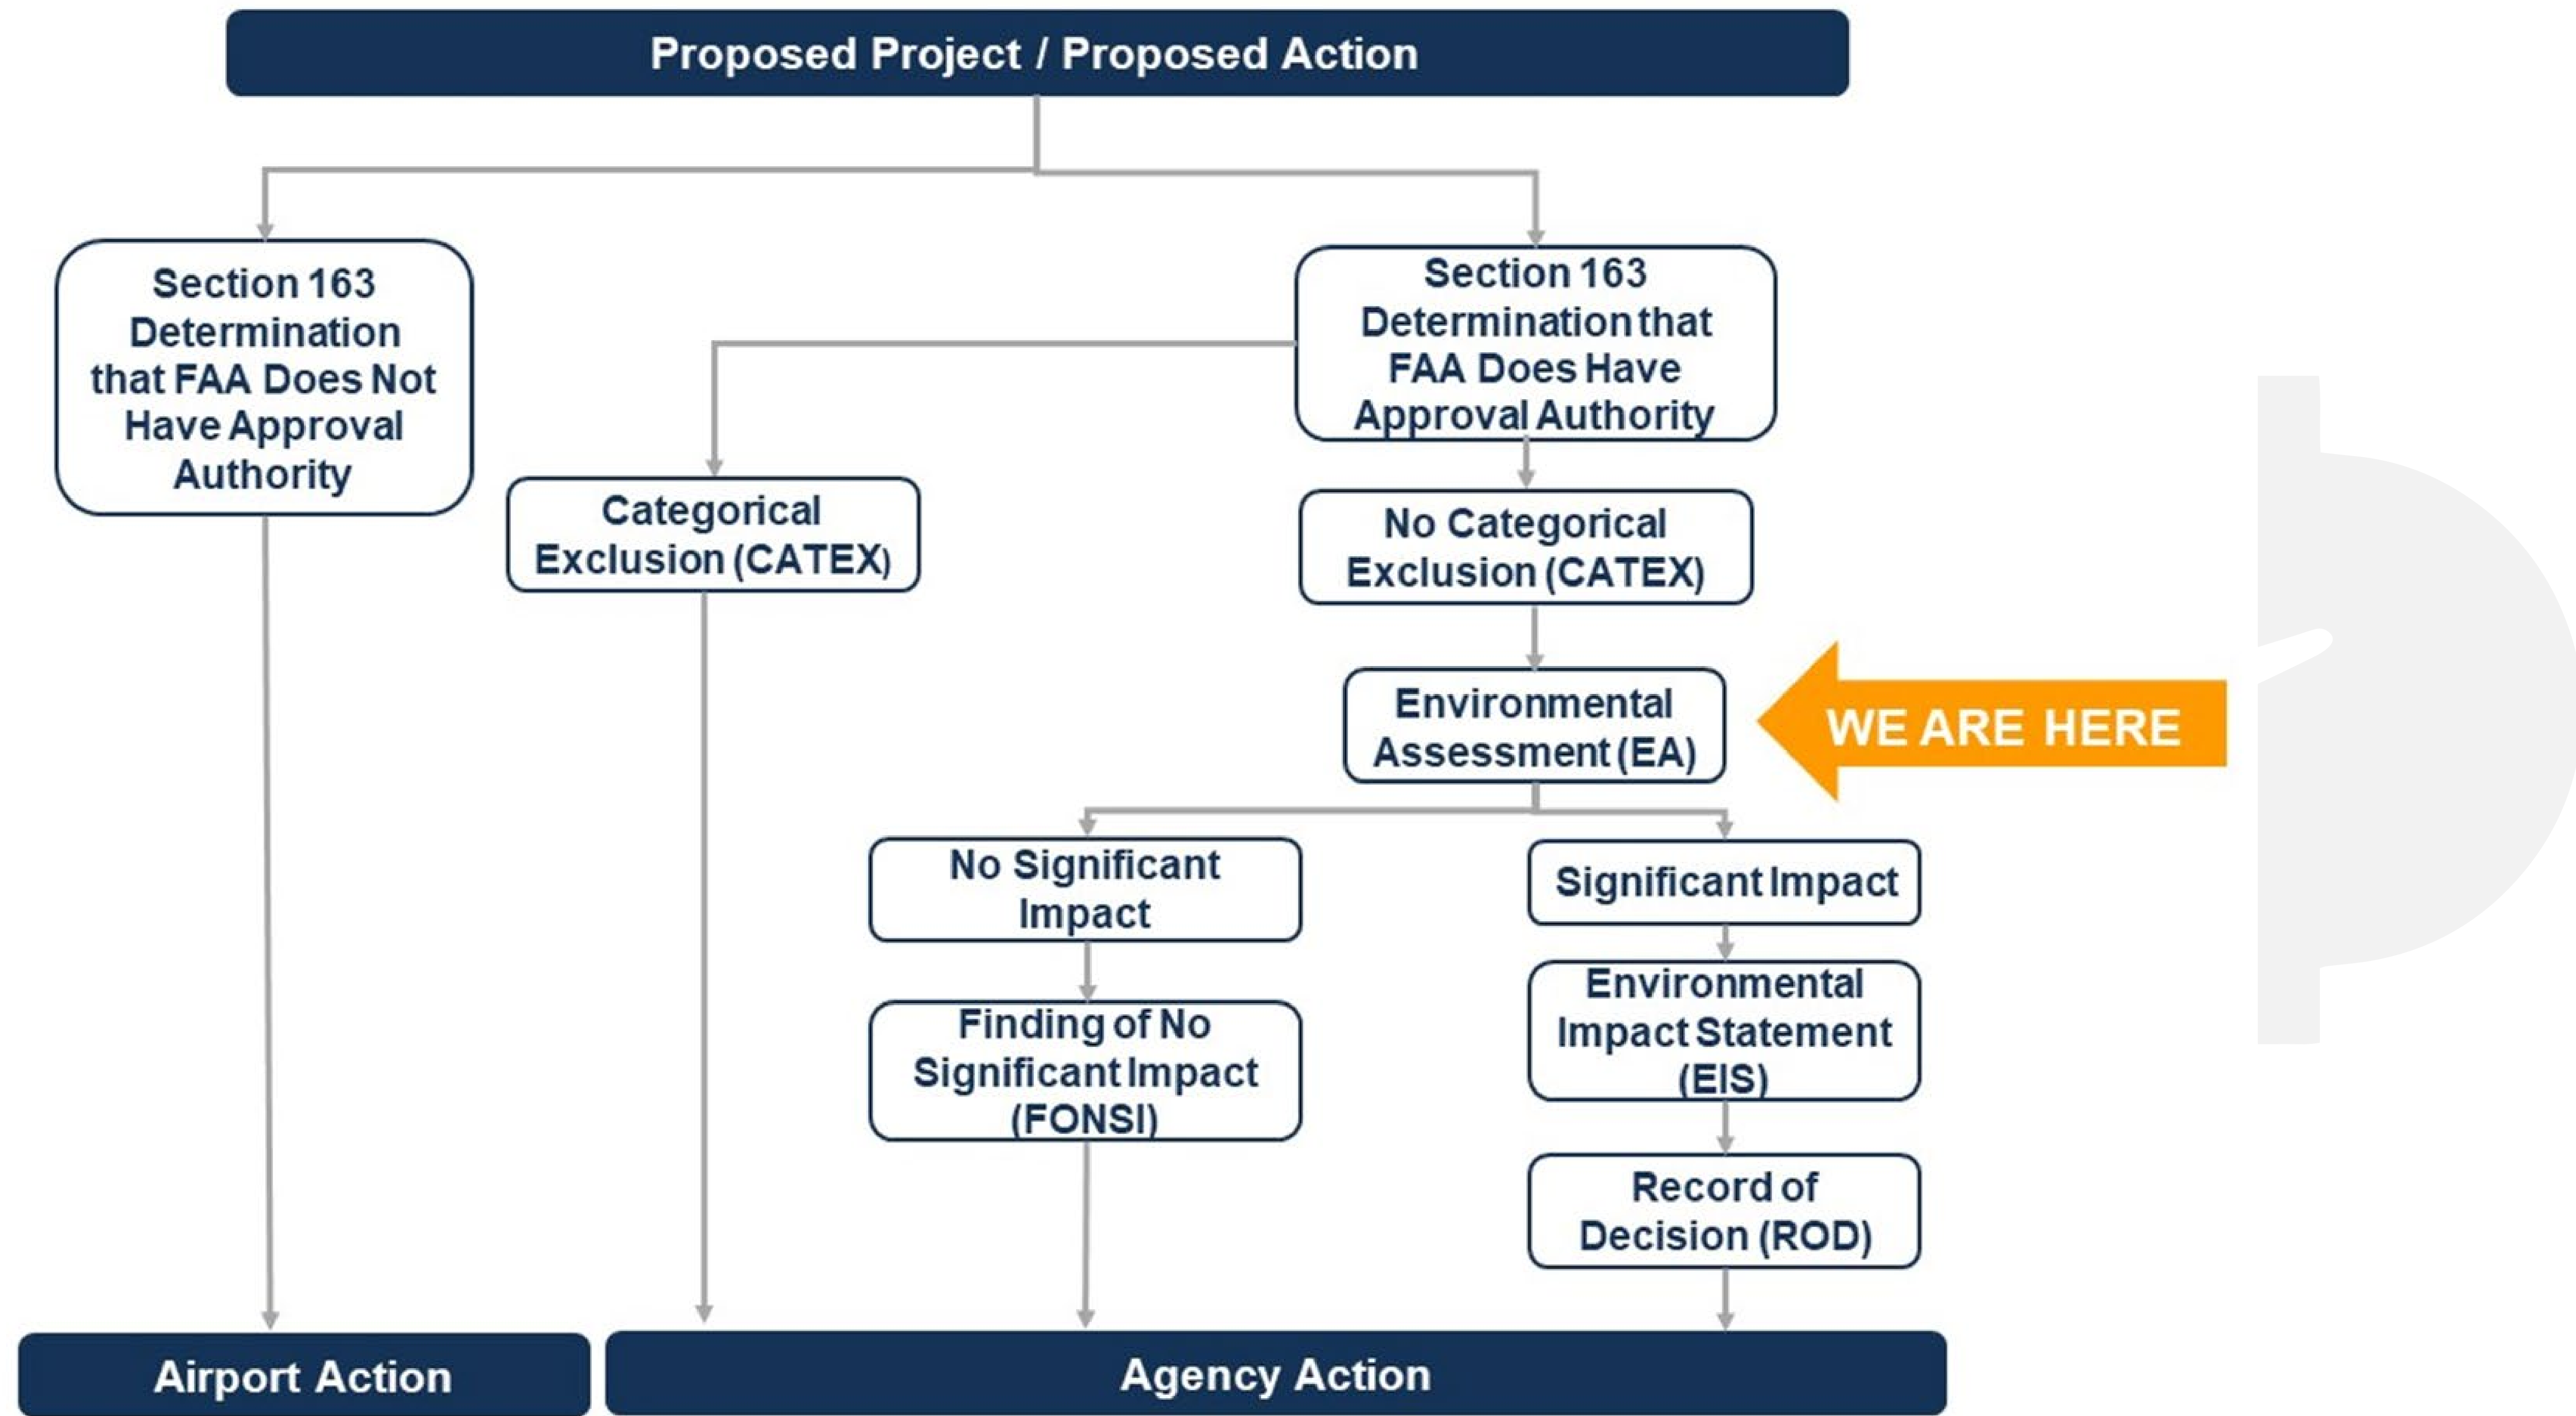 Proposed Project / Proposed Action
Section 163
Determination
that FAA Does Not
Have Approval
Authority
Section 163
Determination that
FAA Does Have
Approval Authority
Categorical
Exclusion (CATEX)
No Categorical
Exclusion (CATEX)
Environmental
Assessment (EA)
WE ARE HERE
No Significant
Impact
Significant Impact
Finding of No
Significant Impact
(FONSI)
Environmental
Impact Statement
(EIS)
Record of
Decision (ROD)
Airport Action
Agency Action